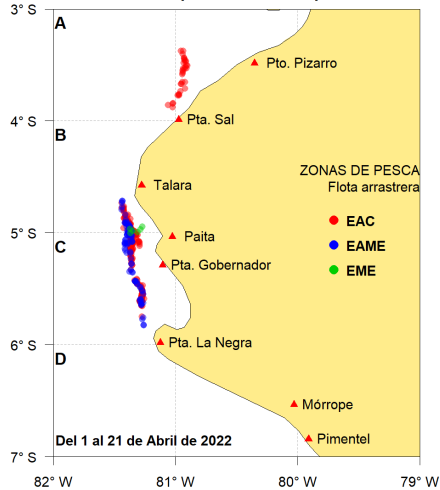 3° S
A
Pto. Pizarro
4° S
Pta. Sal
B
ZONAS DE PESCA
Flota arrastrera
Talara
EAC
5° S
Paita
C
EAME
Pta. Gobernador
EME
6° S
Pta. La Negra
D
Mórrope
Del 1 al 21 de Abril de 2022
Pimentel
7° S
82° W
81° W
80° W
79° W